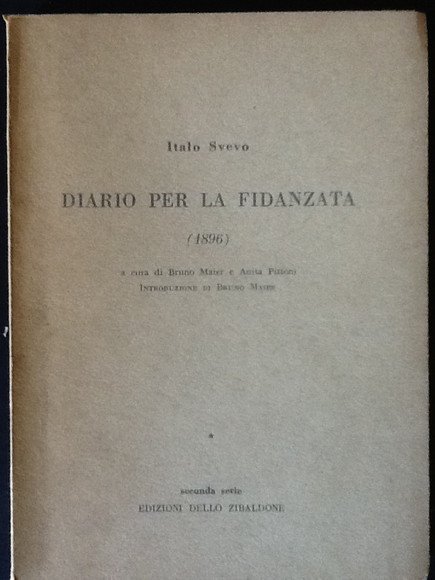 Italo Svevo
DIARIO PER LA FIDANZATA
(1896)
a cura di Bruno Maier e Anita Pittoni
Introduzione di Bruno Maier
*
seconda serie
EDIZIONI DELLO ZIBALDONE